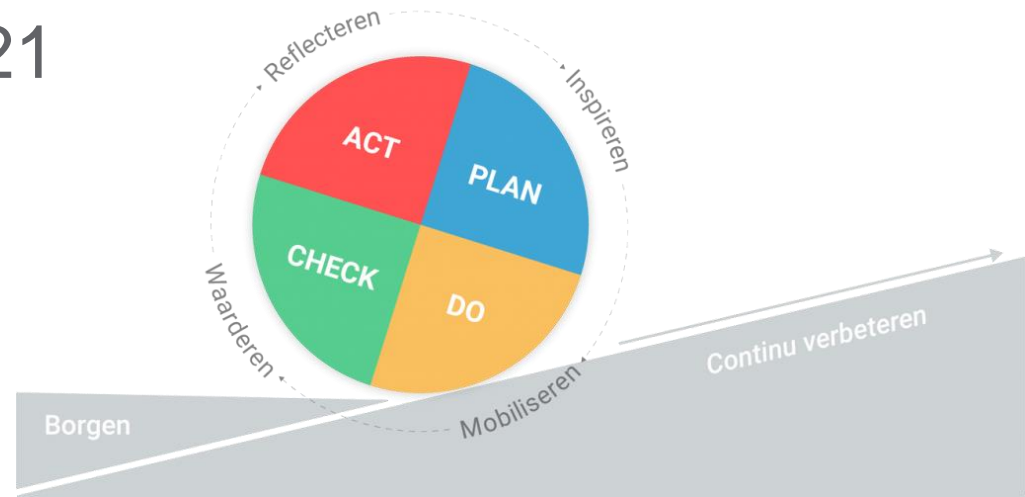 21
Reflecteren
Inspireren
ACT
PLAN
CHECK
DO
Waarderen
Mobiliseren
Continu verbeteren
Borgen